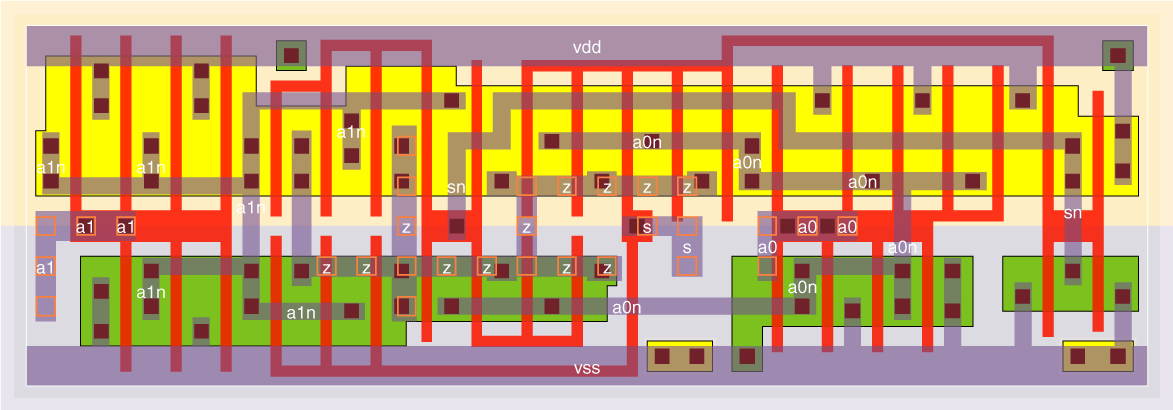 vdd
a1n
a0n
a1n a1n a0n
a0n
sn z z z z
a1n sn
a1 a1 z z s a0 a0
s a0 a0n
a1 z z z z z z
a1n a0n
a1n a0n
vss